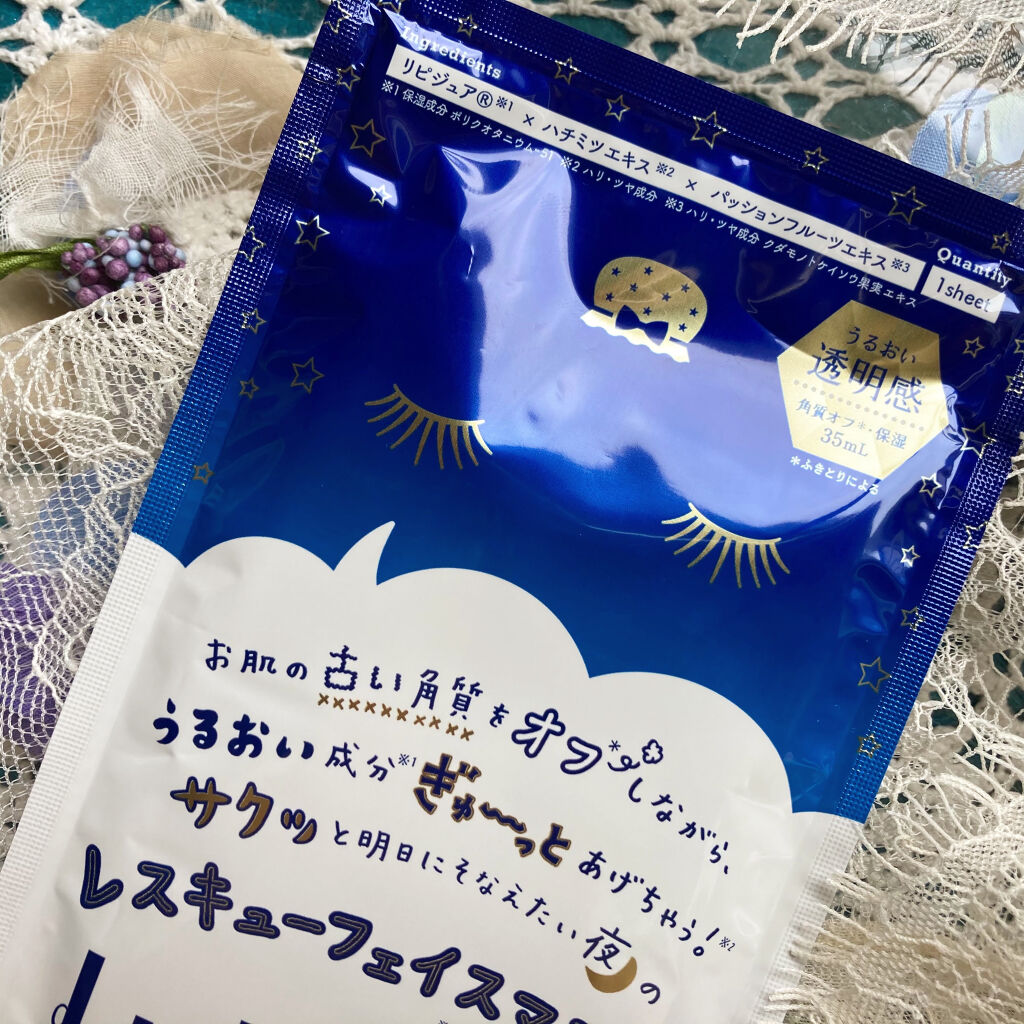 Ingredients
リピジュア®※1 × ハチミツエキス※2 × パッションフルーツエキス※3
※1 保湿成分 ポリクオタニウム-51 ※2 ハリ・ツヤ成分 ※3 ハリ・ツヤ成分 クダモノトケイソウ果実エキス
Quantity
1sheet
うるおい
透明感
角質オフ*・保湿
35mL
*ふきとりによる
お肌の古い角質をオフ*しながら、
うるおい成分※1ぎゅ〜っとあげちゃう!※2
サクッと明日にそなえたい夜の
レスキューフェイスマ